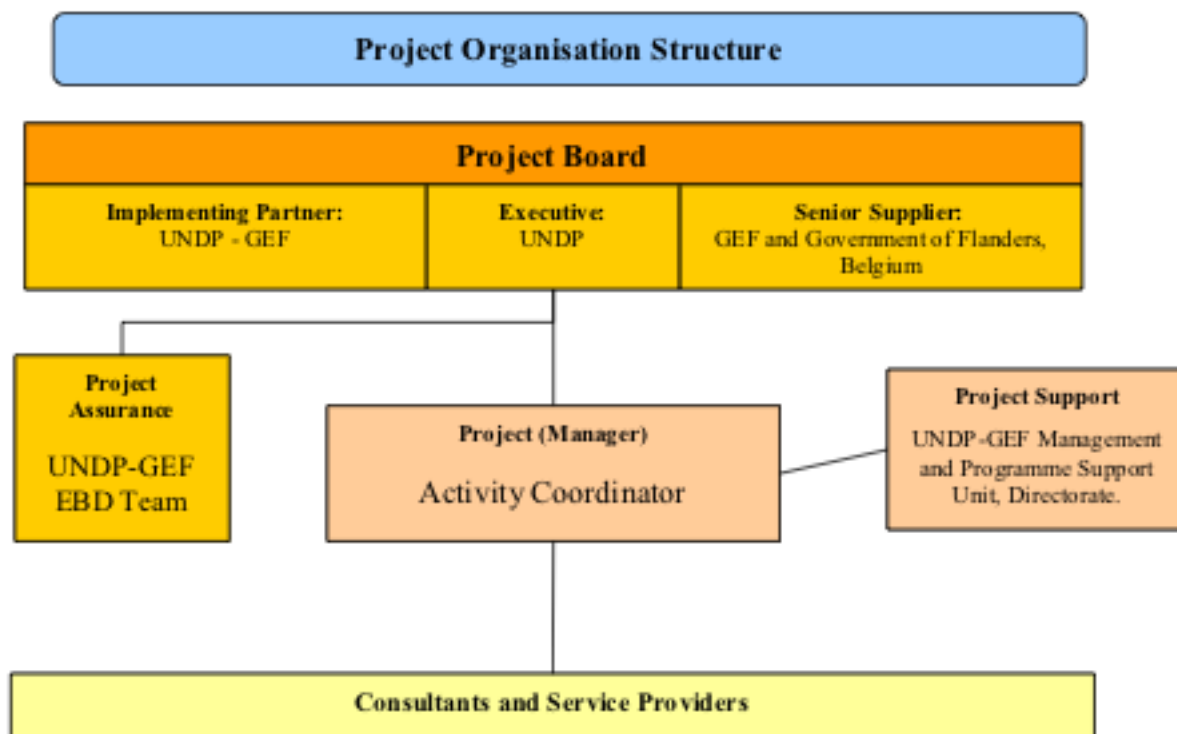 Project Organisation Structure
Project Board
Implementing Partner:
UNDP - GEF
Executive:
UNDP
Senior Supplier:
GEF and Government of Flanders,
Belgium
Project
Assurance
UNDP-GEF
EBD Team
Project (Manager)
Activity Coordinator
Project Support
UNDP-GEF Management
and Programme Support
Unit, Directorate.
Consultants and Service Providers